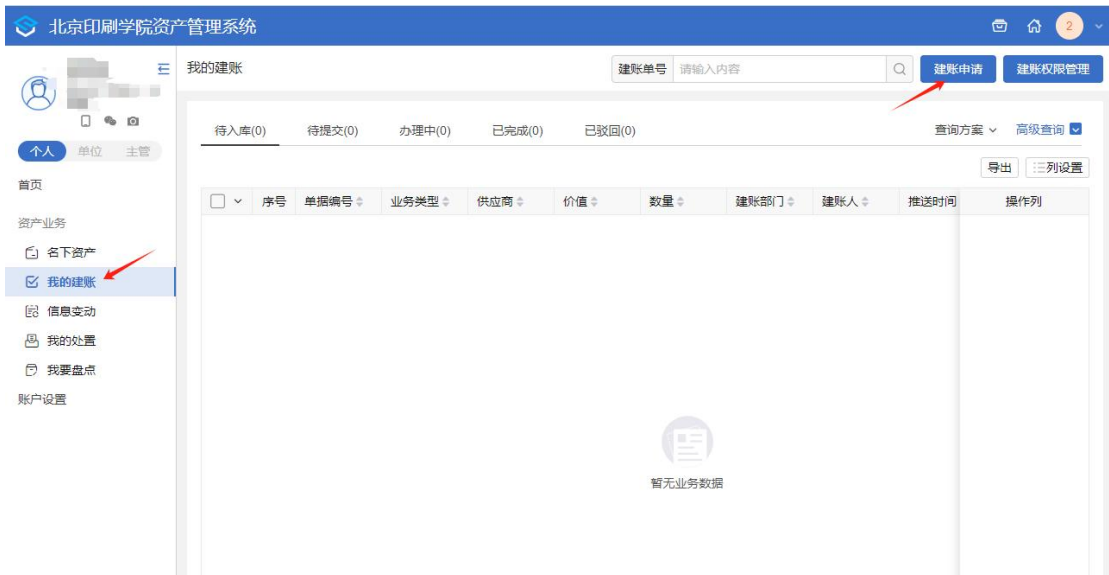 北京印刷学院资产管理系统
2
我的建账
建账单号 请输入内容 建账申请 建账权限管理
待入库(0) 待提交(0) 办理中(0) 已完成(0) 已驳回(0) 查询方案 高级查询
个人 单位 主管
导出 列设置
首页
序号 单据编号 业务类型 供应商 价值 数量 建账部门 建账人 推送时间 操作列
资产业务
名下资产
我的建账
信息变动
我的处置
我要盘点
账户设置
暂无业务数据